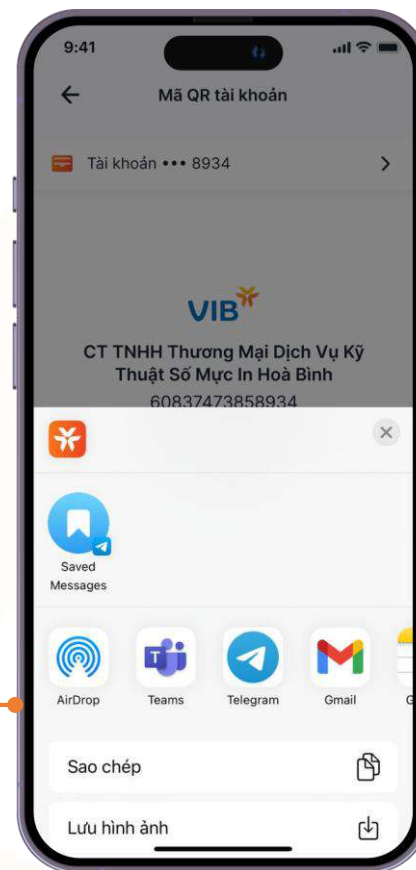 9:41
Mã QR tài khoản
Tài khoản ••• 8934
VIB
CT TNHH Thương Mại Dịch Vụ Kỹ
Thuật Số Mực In Hoà Bình
60837473858934
Saved
Messages
AirDrop
Teams
Telegram
Gmail
Sao chép
Lưu hình ảnh